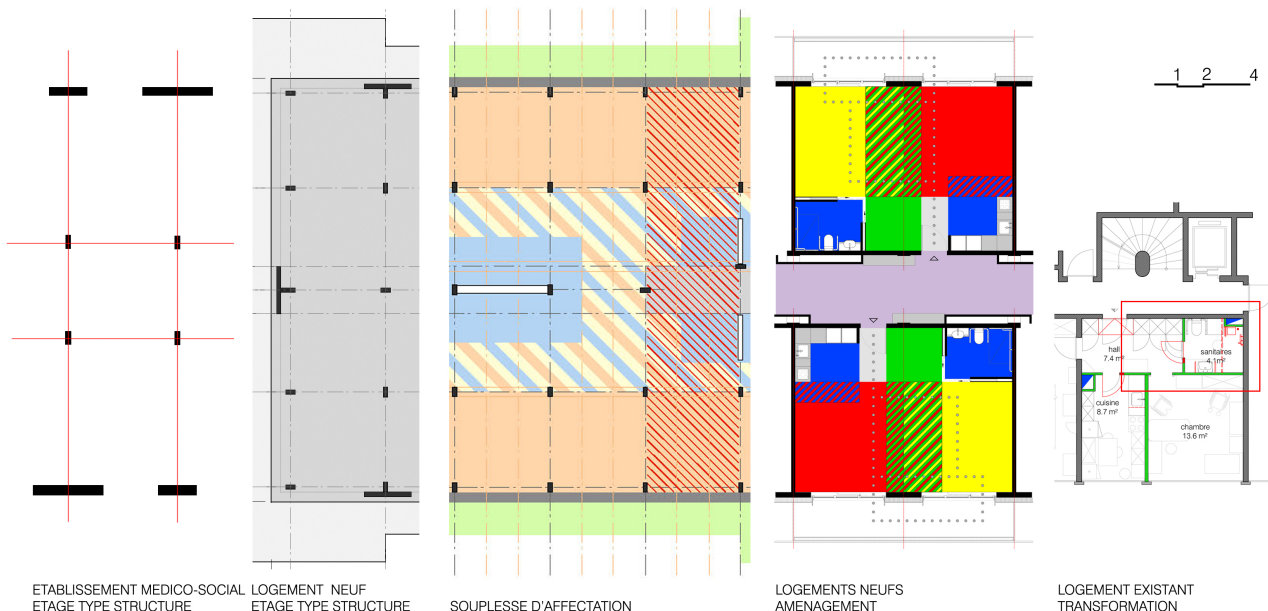 1 2 4
hall
7.4 m²
sanitaires
4.1m²
cuisine
8.7 m²
chambre
13.6 m²
ETABLISSEMENT MEDICO-SOCIAL
ETAGE TYPE STRUCTURE
LOGEMENT NEUF
ETAGE TYPE STRUCTURE
SOUPLESSE D'AFFECTATION
LOGEMENTS NEUFS
AMENAGEMENT
LOGEMENT EXISTANT
TRANSFORMATION